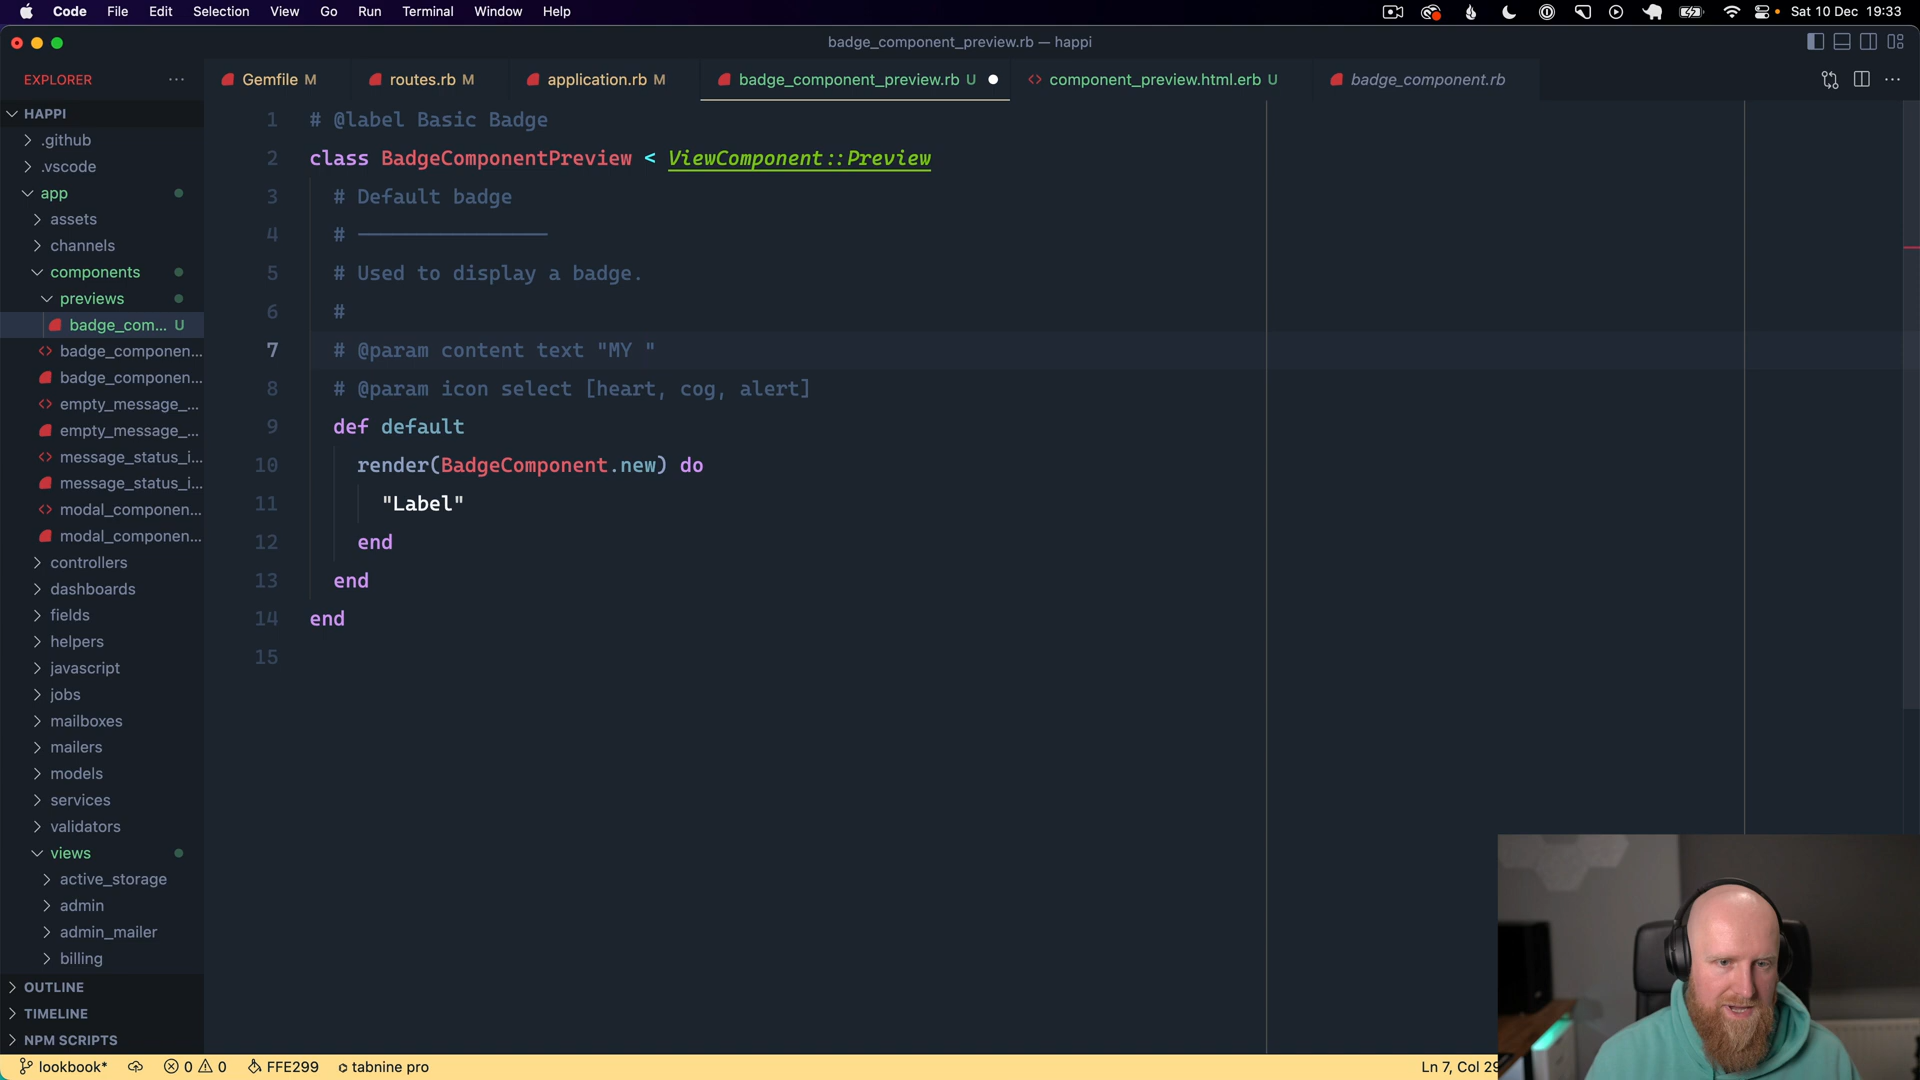 Code File Edit Selection View Go Run Terminal Window Help Sat 10 Dec 19:33
badge_component_preview.rb — happi
EXPLORER ···
Gemfile M routes.rb M application.rb M badge_component_preview.rb U component_preview.html.erb U badge_component.rb
HAPPI
.github
.vscode
app
assets
channels
components
previews
badge_com... U
badge_componen...
badge_componen...
empty_message_...
empty_message_...
message_status_i...
message_status_i...
modal_componen...
modal_componen...
controllers
dashboards
fields
helpers
javascript
jobs
mailboxes
mailers
models
services
validators
views
active_storage
admin
admin_mailer
billing
OUTLINE
TIMELINE
NPM SCRIPTS
1 # @label Basic Badge
2 class BadgeComponentPreview < ViewComponent::Preview
3 # Default badge
4 # ----------------
5 # Used to display a badge.
6 #
7 # @param content text "MY "
8 # @param icon select [heart, cog, alert]
9 def default
10 render(BadgeComponent.new) do
11 "Label"
12 end
13 end
14 end
15
lookbook* 0 0 FFE299 tabnine pro Ln 7, Col 29